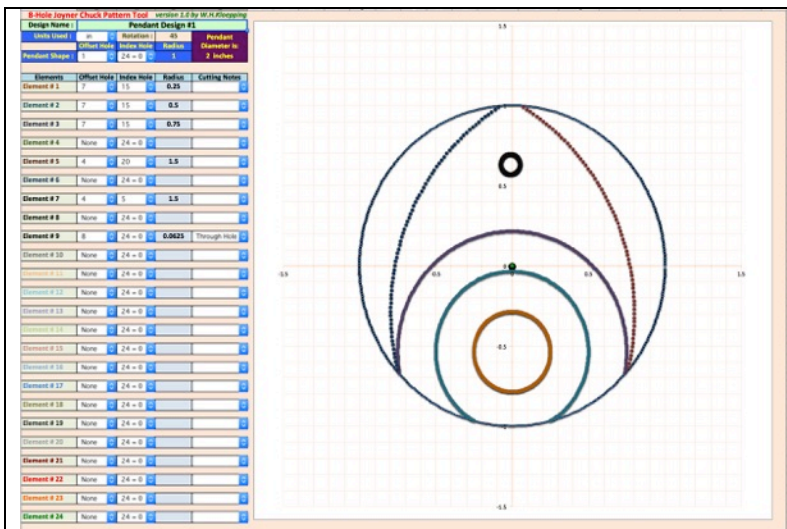 B-Hole Joyner Chuck Pattern Tool version 1.0 by W.H.Kloepping
Design Name : Pendant Design #1
Units Used : in Rotation : 45 Pendant
Offset Hole Index Hole Radius Diameter is:
Pendant Shape : 1 24 = 0 1 2 inches
Elements Offset Hole Index Hole Radius Cutting Notes
Element # 1 7 15 0.25
Element # 2 7 15 0.5
Element # 3 7 15 0.75
Element # 4 None 24 = 0
Element # 5 4 20 1.5
Element # 6 None 24 = 0
Element # 7 4 5 1.5
Element # 8 None 24 = 0
Element # 9 8 24 = 0 0.0625 Through Hole
Element # 10 None 24 = 0
Element # 11 None 24 = 0
Element # 12 None 24 = 0
Element # 13 None 24 = 0
Element # 14 None 24 = 0
Element # 15 None 24 = 0
Element # 16 None 24 = 0
Element # 17 None 24 = 0
Element # 18 None 24 = 0
Element # 19 None 24 = 0
Element # 20 None 24 = 0
Element # 21 None 24 = 0
Element # 22 None 24 = 0
Element # 23 None 24 = 0
Element # 24 None 24 = 0
1.5
0.5
-1.5 -0.5 0 0.5 1.5
0
-0.5
-1.5